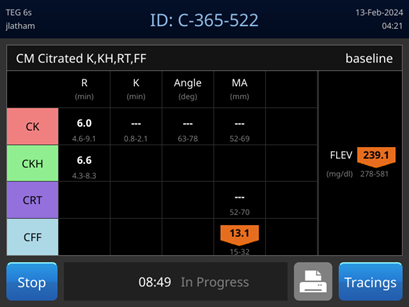 TEG 6s
jlatham
ID: C-365-522
13-Feb-2024
04:21
CM Citrated K,KH,RT,FF
baseline
R K Angle MA
(min) (min) (deg) (mm)
CK 6.0 --- --- ---
4.6-9.1 0.8-2.1 63-78 52-69
CKH 6.6
4.3-8.3
FLEV 239.1
(mg/dl) 278-581
CRT ---
52-70
CFF 13.1
15-32
Stop
08:49 In Progress
Tracings